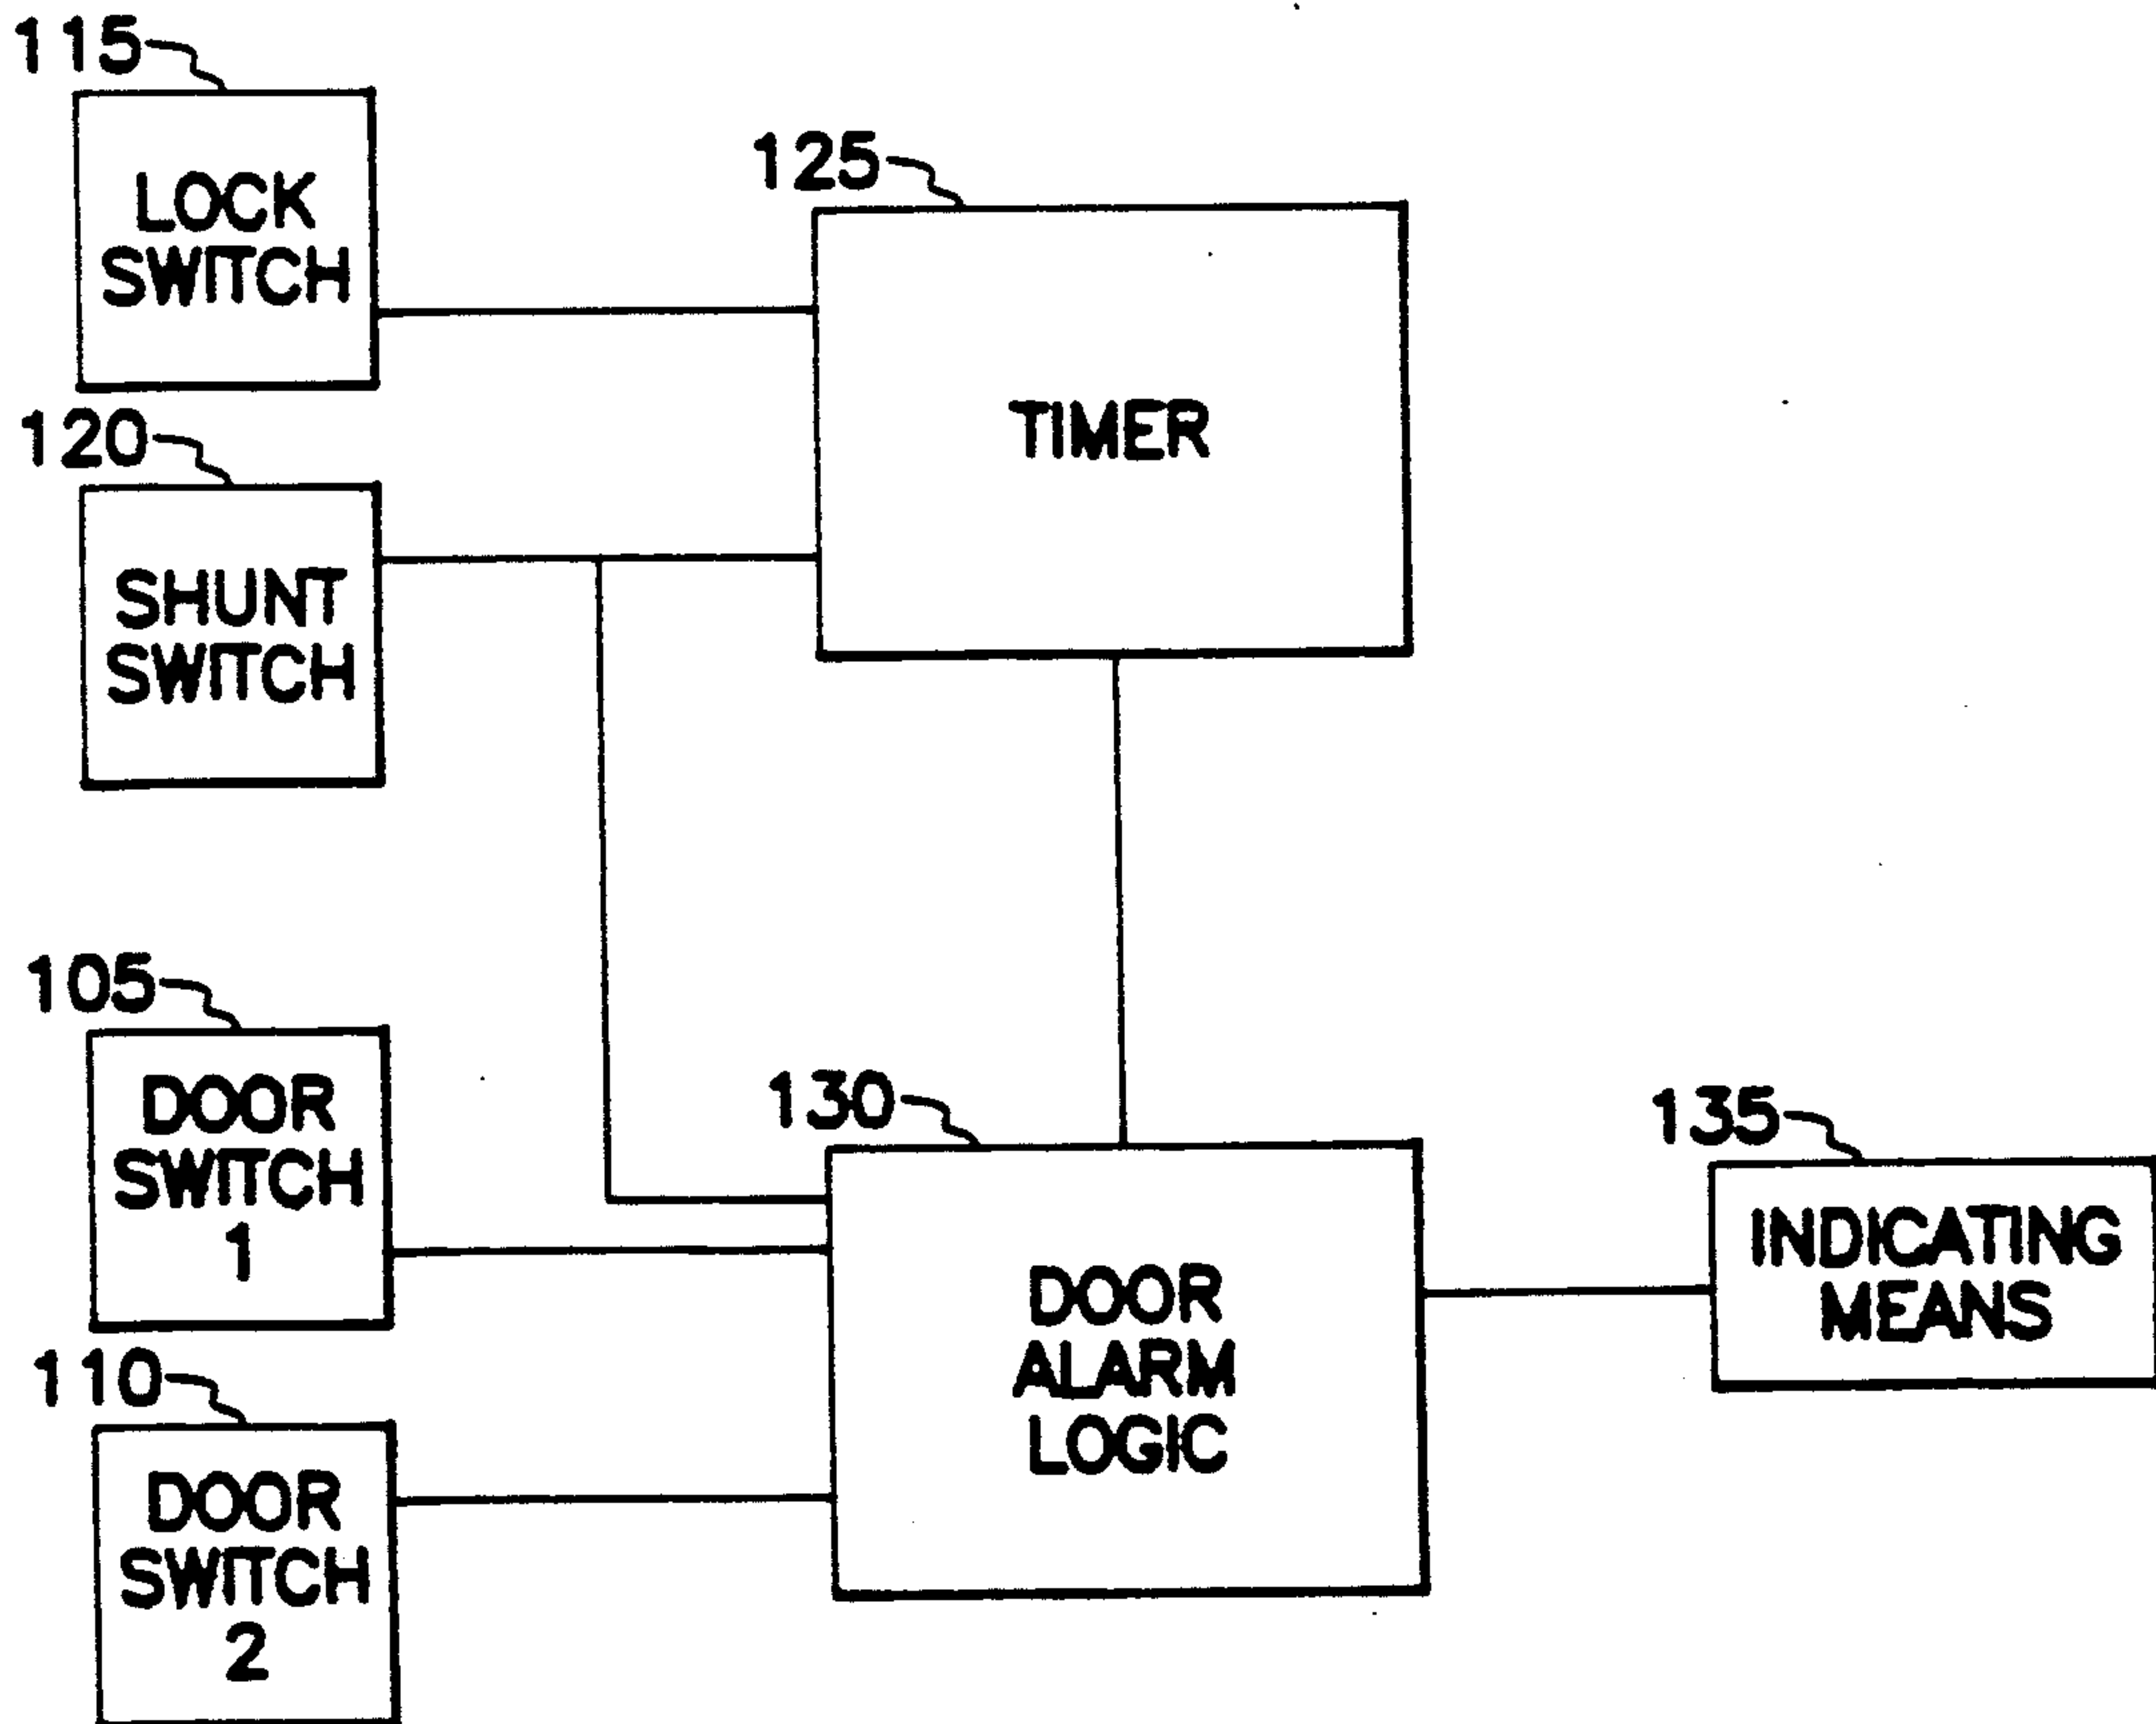 115
LOCK
SWITCH
125
TIMER
120
SHUNT
SWITCH
105
DOOR
SWITCH
1
130
DOOR
ALARM
LOGIC
135
INDICATING
MEANS
110
DOOR
SWITCH
2